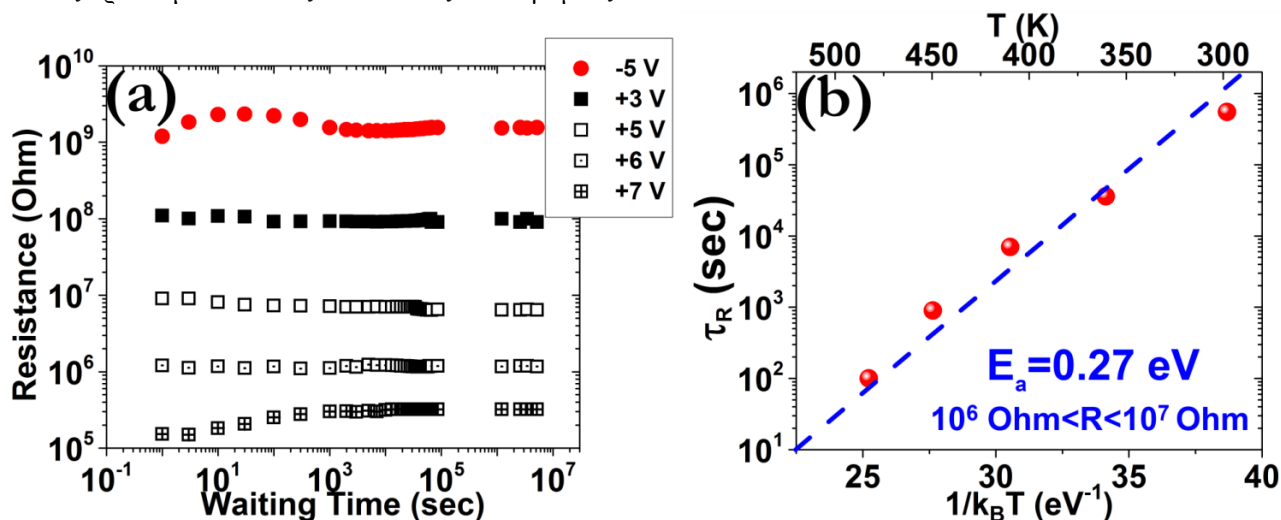 (a)
10^10
10^9
10^8
10^7
10^6
10^5
Resistance (Ohm)
10^-1
10^1
10^3
10^5
10^7
Waiting Time (sec)
-5 V
+3 V
+5 V
+6 V
+7 V
(b)
T (K)
500
450
400
350
300
10^6
10^5
10^4
10^3
10^2
10^1
τ_R (sec)
E_a=0.27 eV
10^6 Ohm<R<10^7 Ohm
25
30
35
40
1/k_BT (eV^-1)